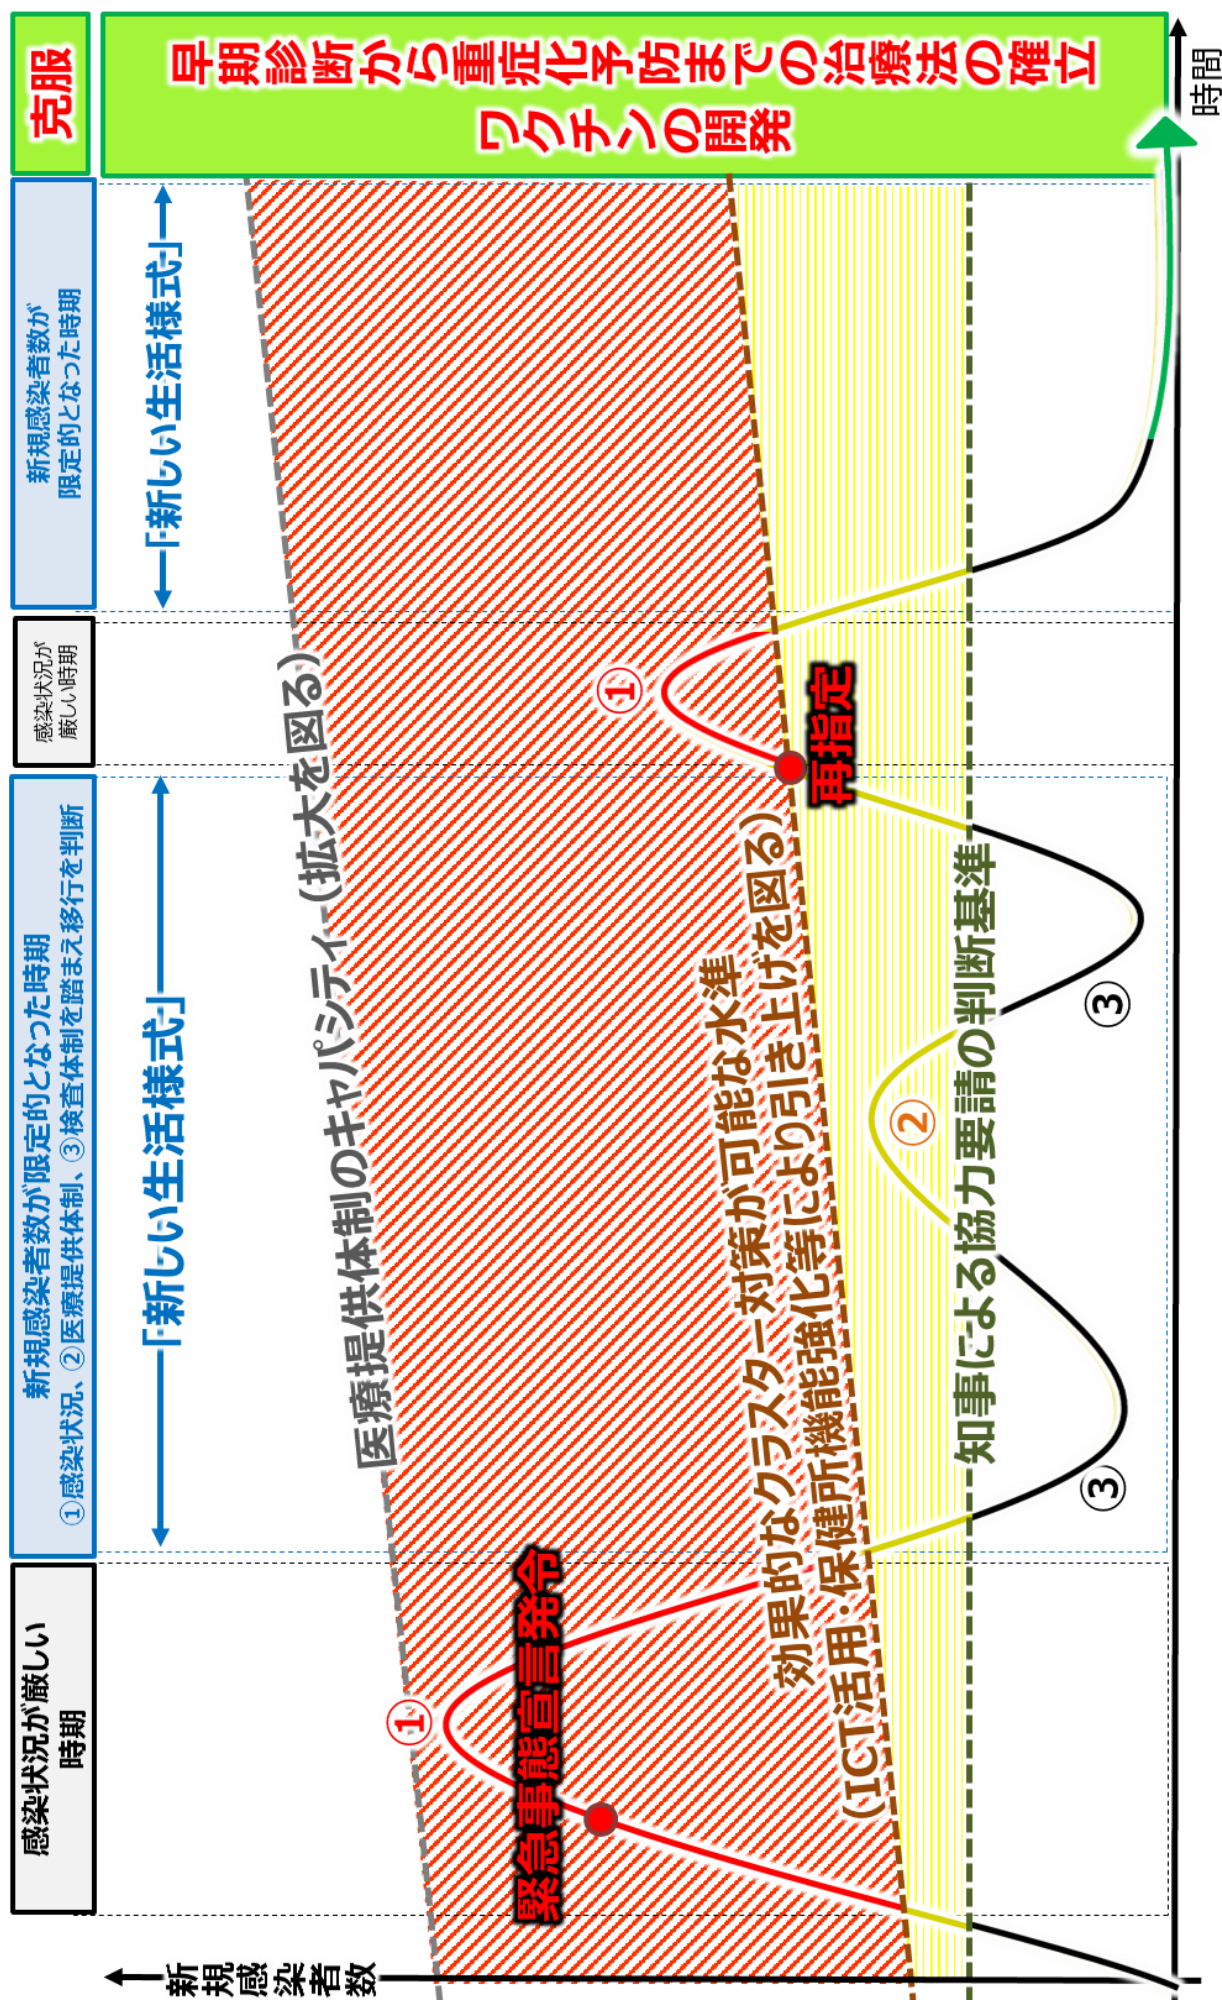 感染状況が厳しい
時期
新規感染者数が限定的となった時期
①感染状況、②医療提供体制、③検査体制を踏まえ移行を判断
感染状況が
厳しい時期
新規感染者数が
限定的となった時期
克服
「新しい生活様式」
「新しい生活様式」
早期診断から重症化予防までの治療法の確立
ワクチンの開発
新規感染者数
医療提供体制のキャパシティ(拡大を図る)
①
緊急事態宣言発令
①
効果的なクラスター対策が可能な水準
(ICT活用・保健所機能強化等により引き上げを図る)
再指定
②
知事による協力要請の判断基準
③
③
時間